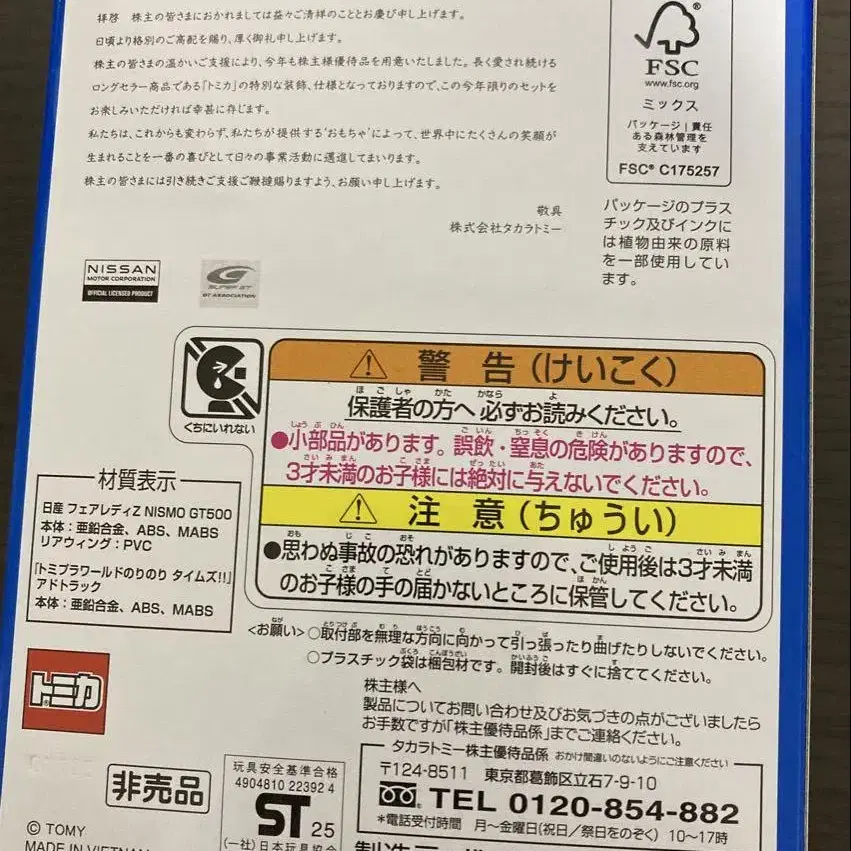 拝啓　株主の皆さまにおかれましては益々ご清祥のこととお慶び申し上げます。
日頃より格別のご高配を賜り、厚く御礼申し上げます。
株主の皆さまの温かいご支援により、今年も株主様優待品を用意いたしました。長く愛され続ける
ロングセラー商品である「トミカ」の特別な装飾、仕様となっておりますので、この今年限りのセットを
お楽しみいただければ幸甚に存じます。
私たちは、これからも変わらず、私たちが提供する‘おもちゃ’によって、世界中にたくさんの笑顔が
生まれることを一番の喜びとして日々の事業活動に邁進してまいります。
株主の皆さまには引き続きご支援ご鞭撻賜りますよう、お願い申し上げます。
敬具
株式会社タカラトミー
FSC
www.fsc.org
ミックス
パッケージ|責任
ある森林管理を
支えています
FSC® C175257
パッケージのプラス
チック及びインクに
は植物由来の原料
を一部使用してい
ます。
NISSAN
MOTOR CORPORATION
OFFICIAL LICENSED PRODUCT
SUPER GT
GT ASSOCIATION
くちにいれない
警　告（けいこく）
保護者の方へ 必ずお読みください。
●小部品があります。誤飲・窒息の危険がありますので、
3才未満のお子様には絶対に与えないでください。
注　意（ちゅうい）
●思わぬ事故の恐れがありますので、ご使用後は3才未満
のお子様の手の届かないところに保管してください。
材質表示
日産 フェアレディZ NISMO GT500
本体：亜鉛合金、ABS、MABS
リアウィング：PVC
「トミプラワールドのりのり タイムズ!!」
アドトラック
本体：亜鉛合金、ABS、MABS
<お願い>○取付部を無理な方向に向かって引っ張ったり曲げたりしないでください。
○プラスチック袋は梱包材です。開封後はすぐに捨ててください。
トミカ
株主様へ
製品についてお問い合わせ及びお気づきの点がございましたら
お手数ですが「株主優待品係」までご連絡ください。
タカラトミー株主優待品係 おかけ間違いのないようにご注意ください
〒124-8511　東京都葛飾区立石7-9-10
TEL 0120-854-882
*電話受付時間　月～金曜日(祝日／祭日をのぞく) 10～17時
非売品
玩具安全基準合格
4904810 22392 4
ST 25
(一社)日本玩具協会
© TOMY
MADE IN VIETNAM